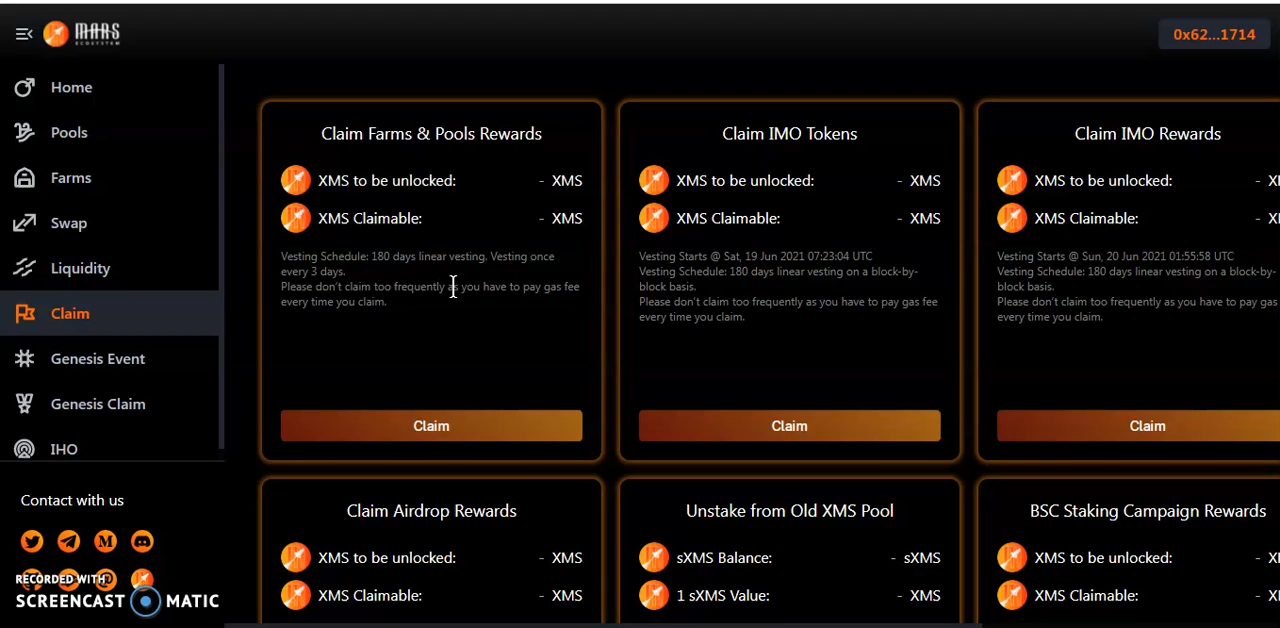 MARS
ECOSYSTEM
0x62...1714
Home
Pools
Farms
Swap
Liquidity
Claim
Genesis Event
Genesis Claim
IHO
Contact with us
RECORDED WITH
SCREENCAST MATIC
Claim Farms & Pools Rewards
XMS to be unlocked: - XMS
XMS Claimable: - XMS
Vesting Schedule: 180 days linear vesting. Vesting once
every 3 days.
Please don't claim too frequently as you have to pay gas fee
every time you claim.
Claim
Claim IMO Tokens
XMS to be unlocked: - XMS
XMS Claimable: - XMS
Vesting Starts @ Sat, 19 Jun 2021 07:23:04 UTC
Vesting Schedule: 180 days linear vesting on a block-by-
block basis.
Please don't claim too frequently as you have to pay gas fee
every time you claim.
Claim
Claim IMO Rewards
XMS to be unlocked: -
XMS Claimable: -
Vesting Starts @ Sun, 20 Jun 2021 01:55:58 UTC
Vesting Schedule: 180 days linear vesting on a block-by-
block basis.
Please don't claim too frequently as you have to pay gas
every time you claim.
Claim
Claim Airdrop Rewards
XMS to be unlocked: - XMS
XMS Claimable: - XMS
Unstake from Old XMS Pool
sXMS Balance: - sXMS
1 sXMS Value: - XMS
BSC Staking Campaign Rewards
XMS to be unlocked: -
XMS Claimable: -